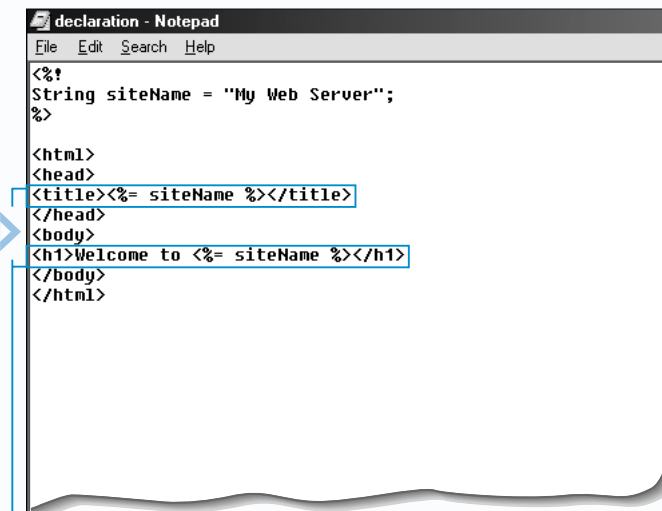 declaration - Notepad
File Edit Search Help
<%!
String siteName = "My Web Server";
%>
<html>
<head>
<title><%= siteName %></title>
</head>
<body>
<h1>Welcome to <%= siteName %></h1>
</body>
</html>